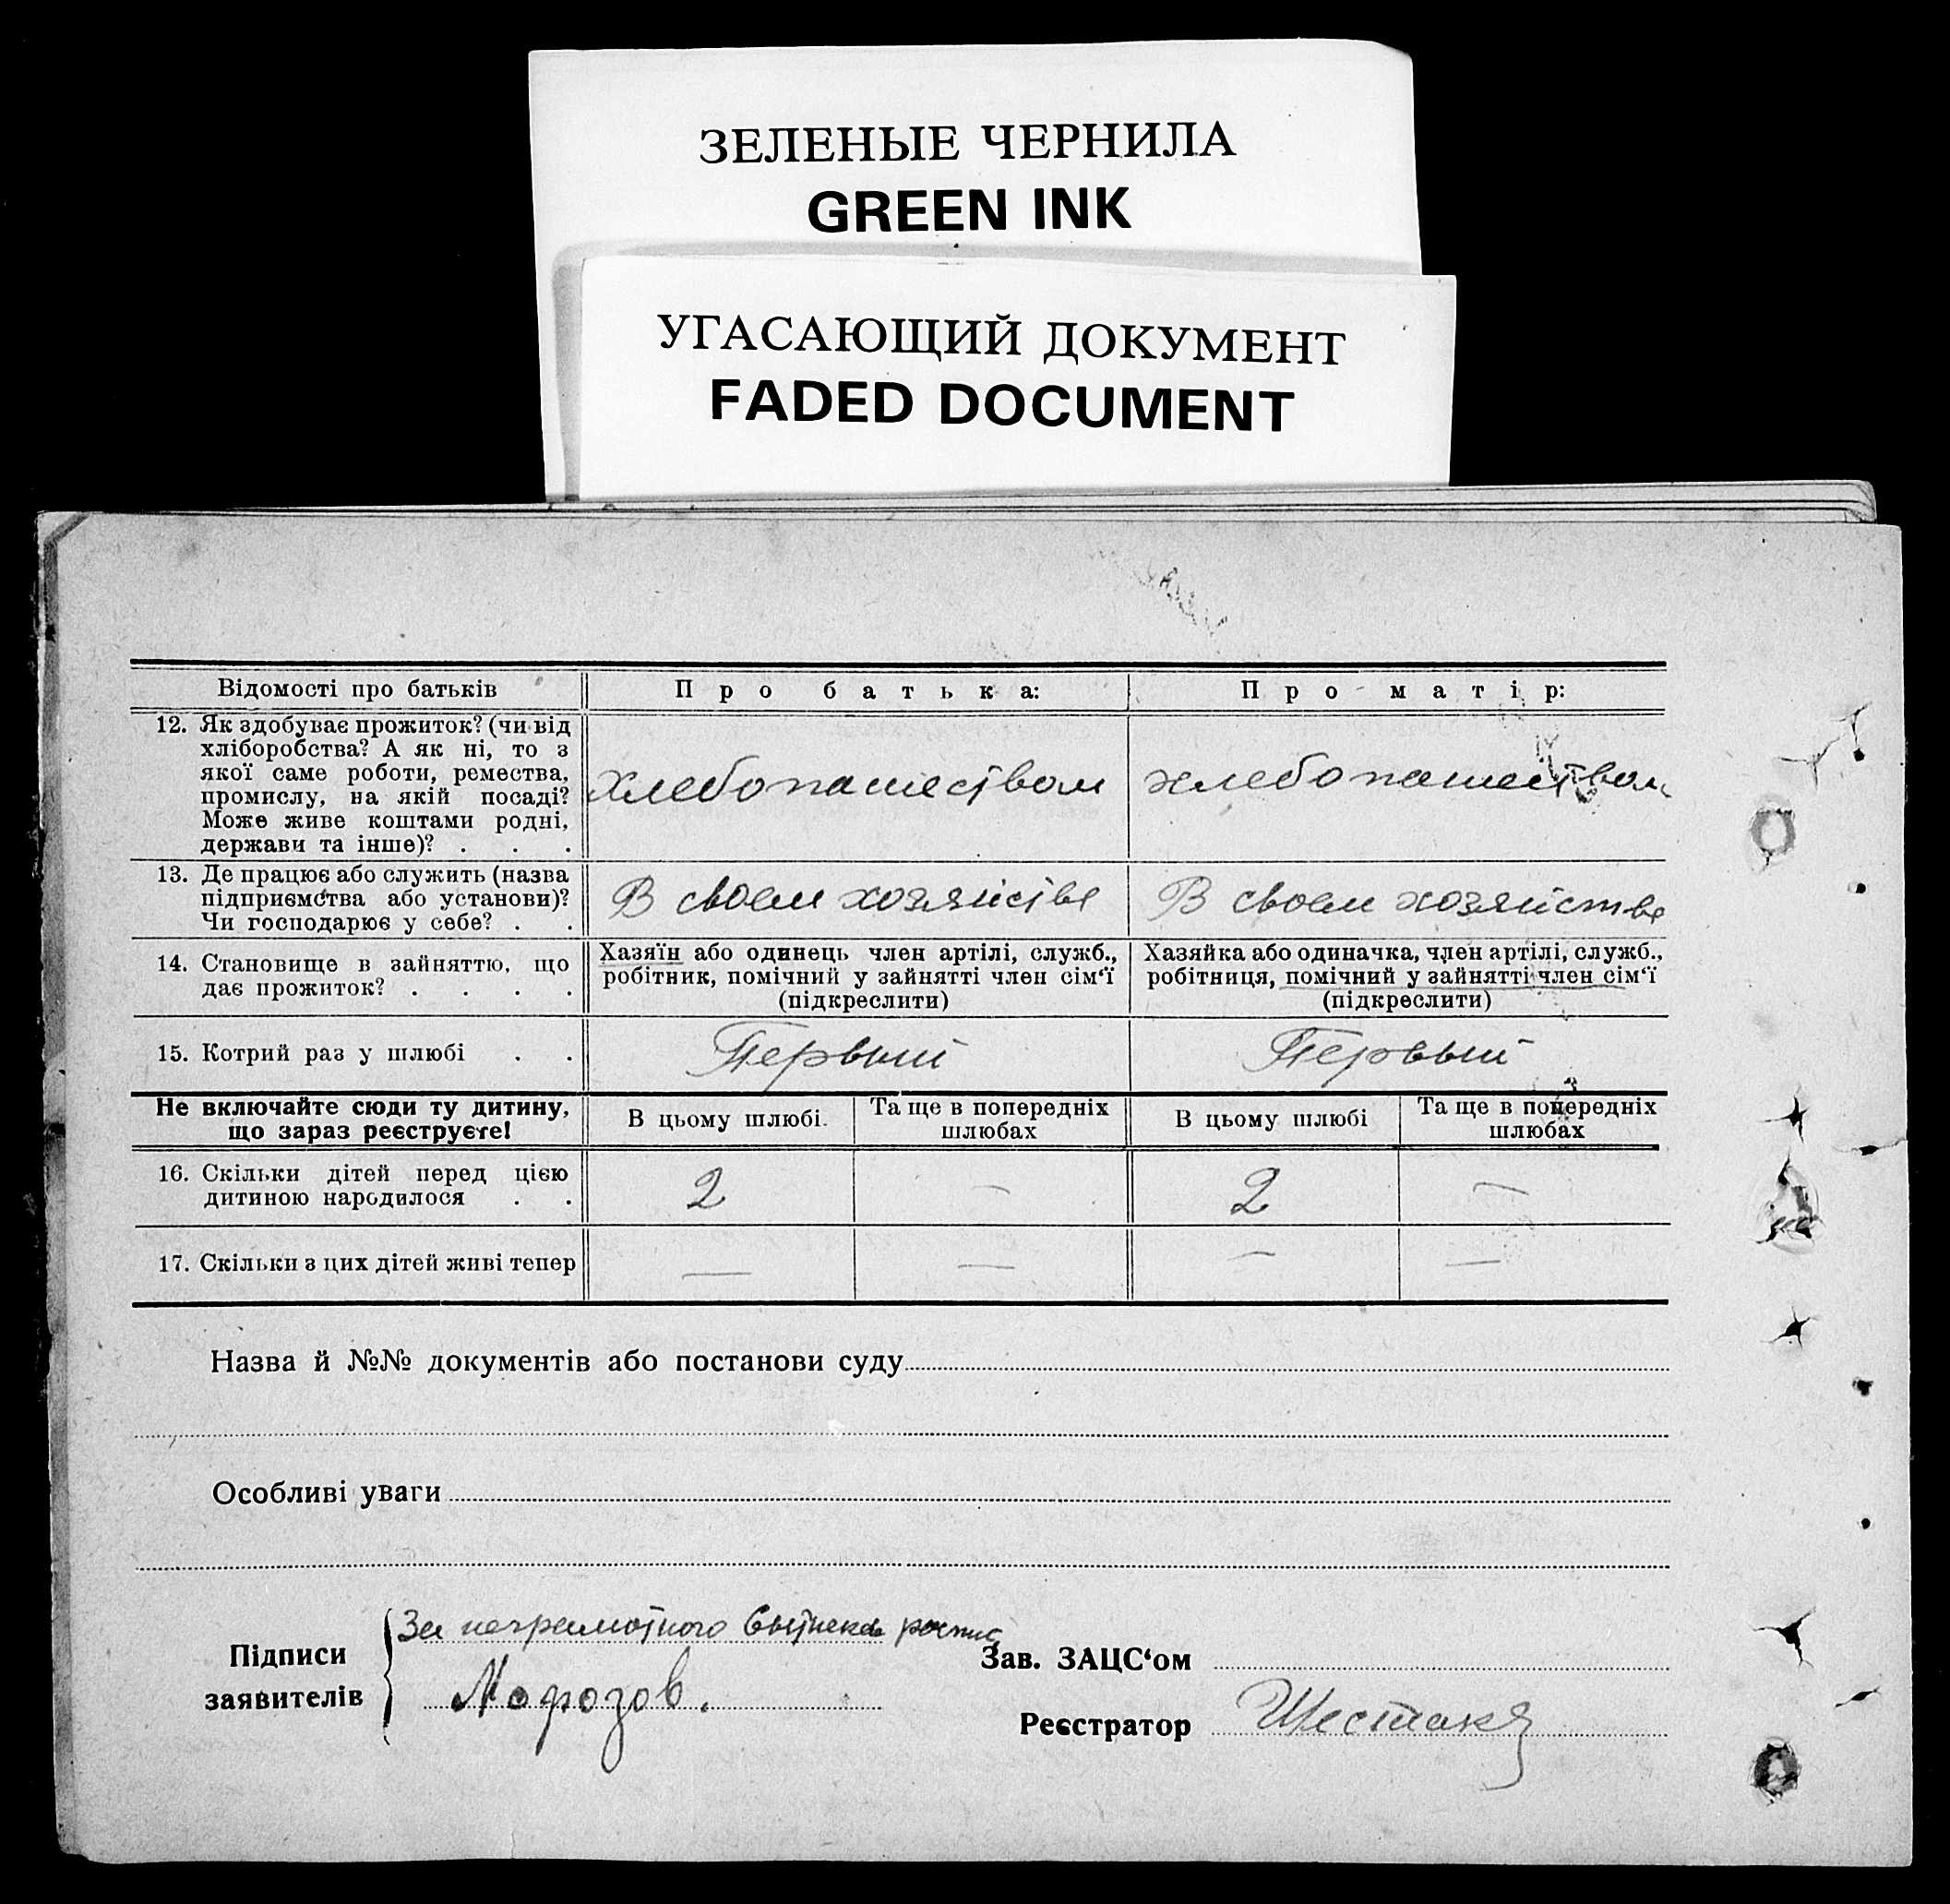 ЗЕЛЕНЫЕ ЧЕРНИЛА
GREEN INK
УГАСАЮЩИЙ ДОКУМЕНТ
FADED DOCUMENT
Відомості про батьків
Про батька:
Про матір:
12. Як здобуває прожиток? (чи від
хліборобства? А як ні, то з
якої саме роботи, ремества,
промислу, на якій посаді?
Може живе коштами родні,
держави та інше)? . . .
хлебопашеством
хлебопашеством
13. Де працює або служить (назва
підприємства або установи)?
Чи господарює у себе? . .
В своем хозяйстве
В своем хозяйстве
14. Становище в зайняттю, що
дає прожиток? . . . .
Хазяїн або одинець член артілі, служб.,
робітник, помічний у зайнятті член сім‘ї
(підкреслити)
Хазяйка або одиначка, член артілі, служб.,
робітниця, помічний у зайнятті член сім‘ї
(підкреслити)
15. Котрий раз у шлюбі . .
Первый
Первый
Не включайте сюди ту дитину,
що зараз реєструєте!
В цьому шлюбі
Та ще в попередніх
шлюбах
В цьому шлюбі
Та ще в попередніх
шлюбах
16. Скільки дітей перед цією
дитиною народилося . .
2
—
2
—
17. Скільки з цих дітей живі тепер
—
—
—
—
Назва й №№ документів або постанови суду
Особливі уваги
Підписи
заявителів
За неграмотного
Морозов.
Зав. ЗАЦС‘ом
Реєстратор